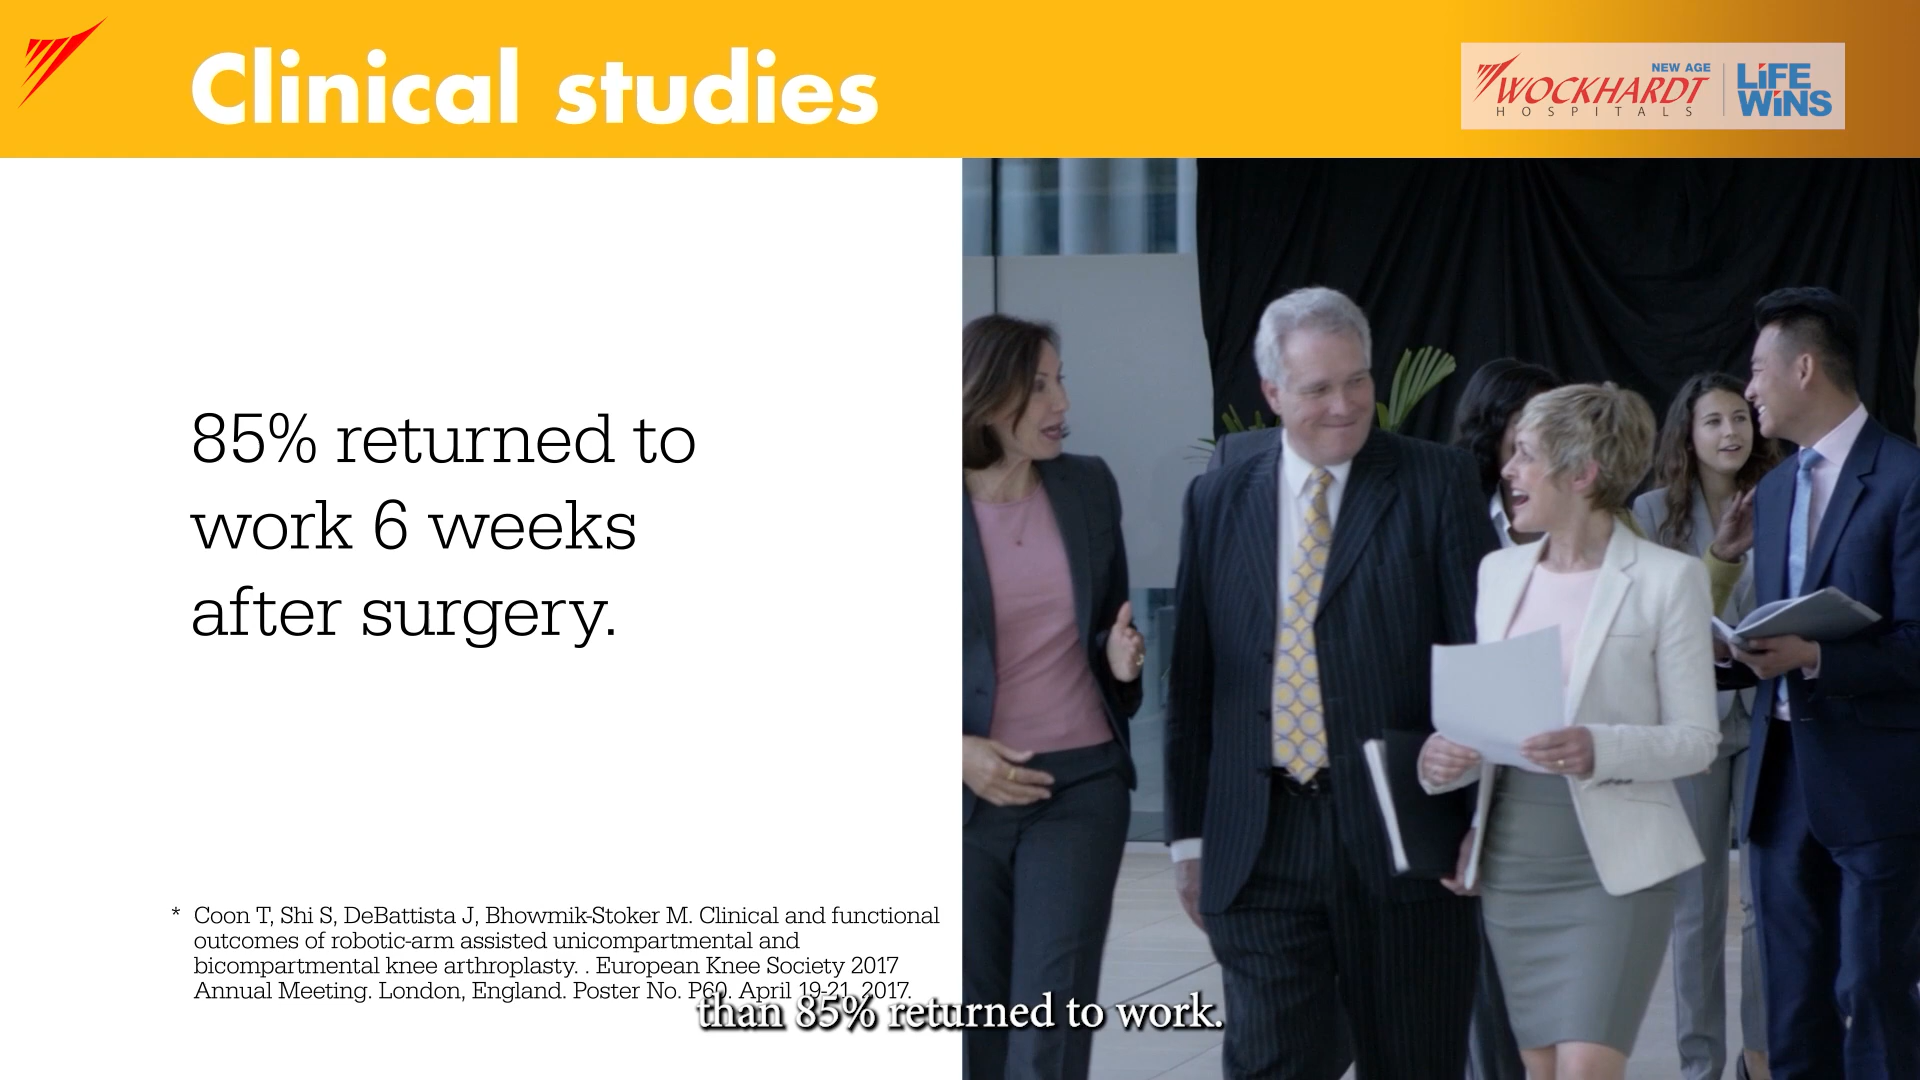 Clinical studies
NEW AGE
WOCKHARDT
HOSPITALS
LiFE
WiNS
85% returned to
work 6 weeks
after surgery.
* Coon T, Shi S, DeBattista J, Bhowmik-Stoker M. Clinical and functional
outcomes of robotic-arm assisted unicompartmental and
bicompartmental knee arthroplasty. . European Knee Society 2017
Annual Meeting. London, England. Poster No. P60. April 19-21, 2017.
than 85% returned to work.